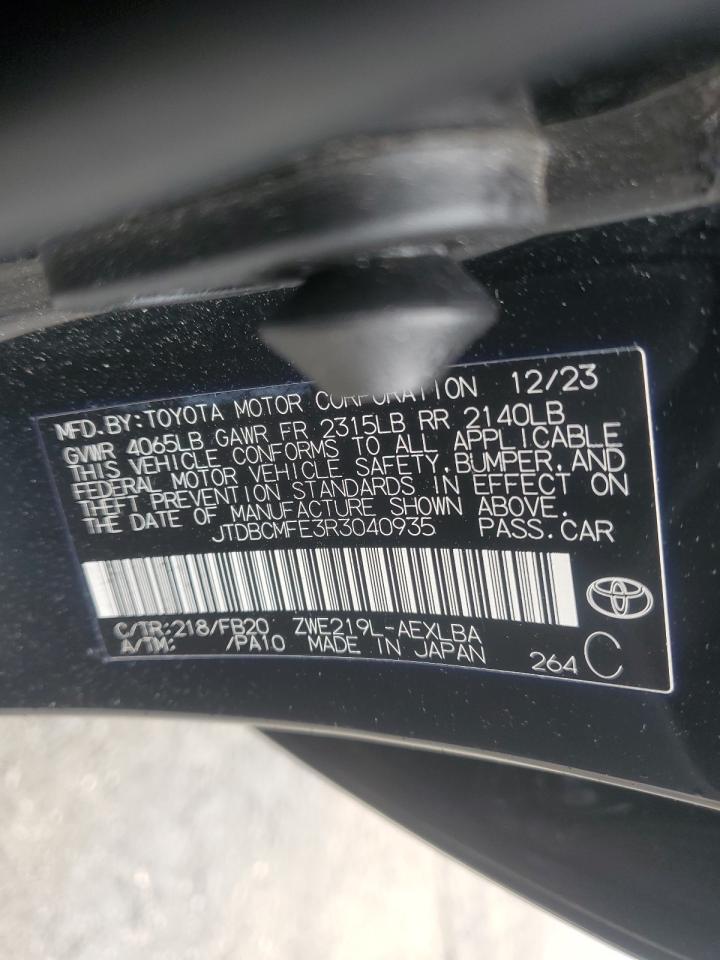 MFD.BY:TOYOTA MOTOR CORPORATION 12/23
GVWR 4065LB GAWR FR 2315LB RR 2140LB
THIS VEHICLE CONFORMS TO ALL APPLICABLE
FEDERAL MOTOR VEHICLE SAFETY,BUMPER,AND
THEFT PREVENTION STANDARDS IN EFFECT ON
THE DATE OF MANUFACTURE SHOWN ABOVE.
JTDBCMFE3R3040935 PASS.CAR
C/TR:218/FB20 ZWE219L-AEXLBA
A/TM: /PA10 MADE IN JAPAN 264 C